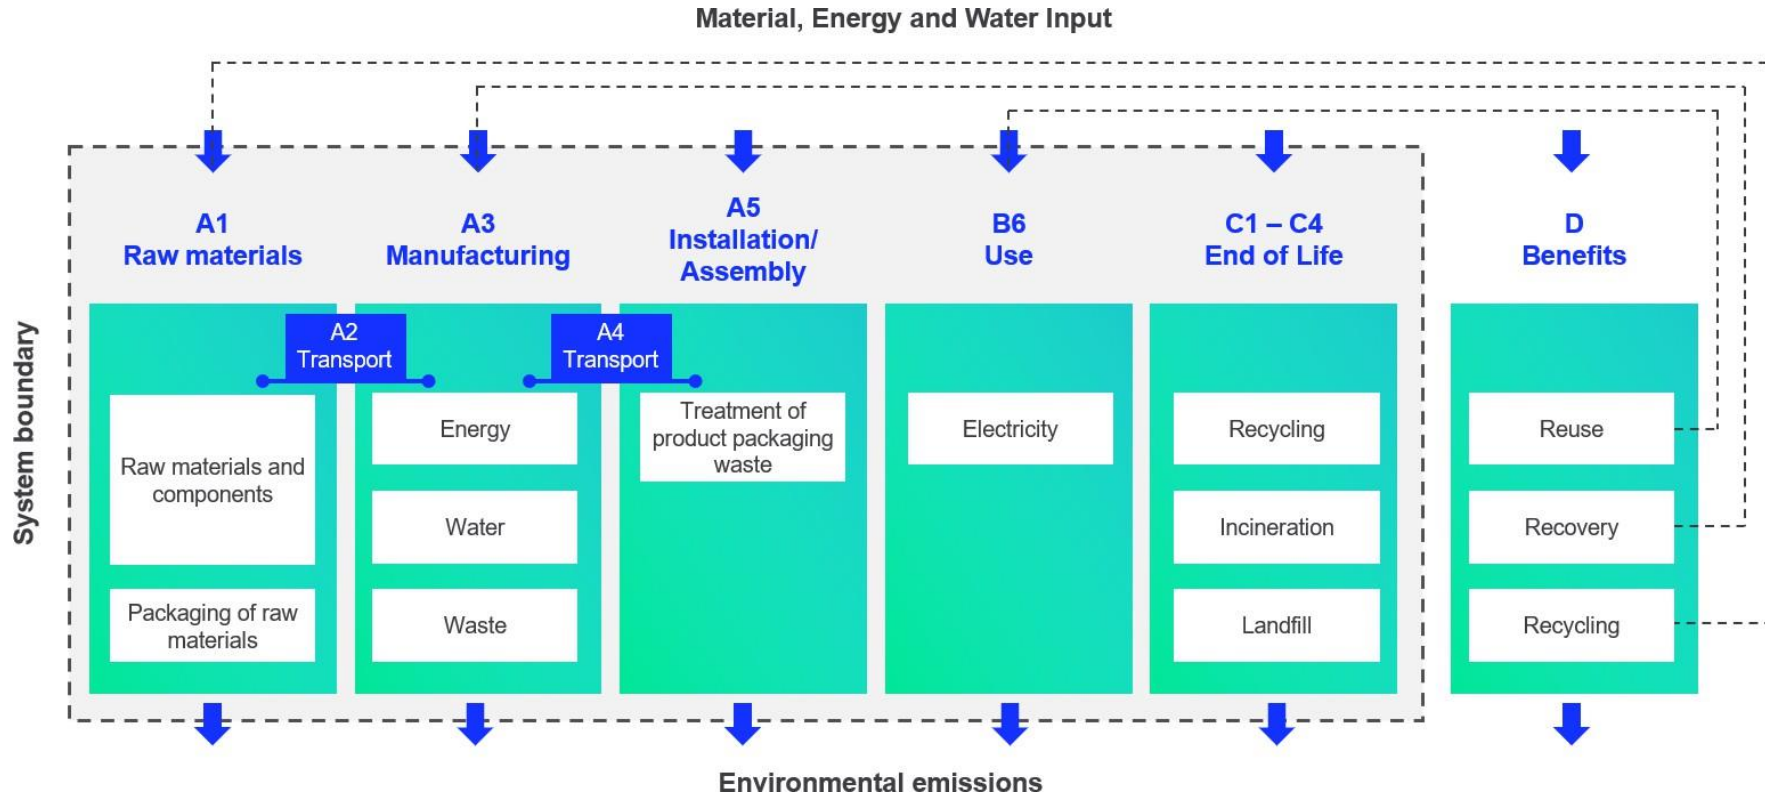 Material, Energy and Water Input
A1
Raw materials
A3
Manufacturing
A5
Installation/
Assembly
B6
Use
C1 – C4
End of Life
D
Benefits
System boundary
A2
Transport
A4
Transport
Raw materials and
components
Packaging of raw
materials
Energy
Water
Waste
Treatment of
product packaging
waste
Electricity
Recycling
Incineration
Landfill
Reuse
Recovery
Recycling
Environmental emissions